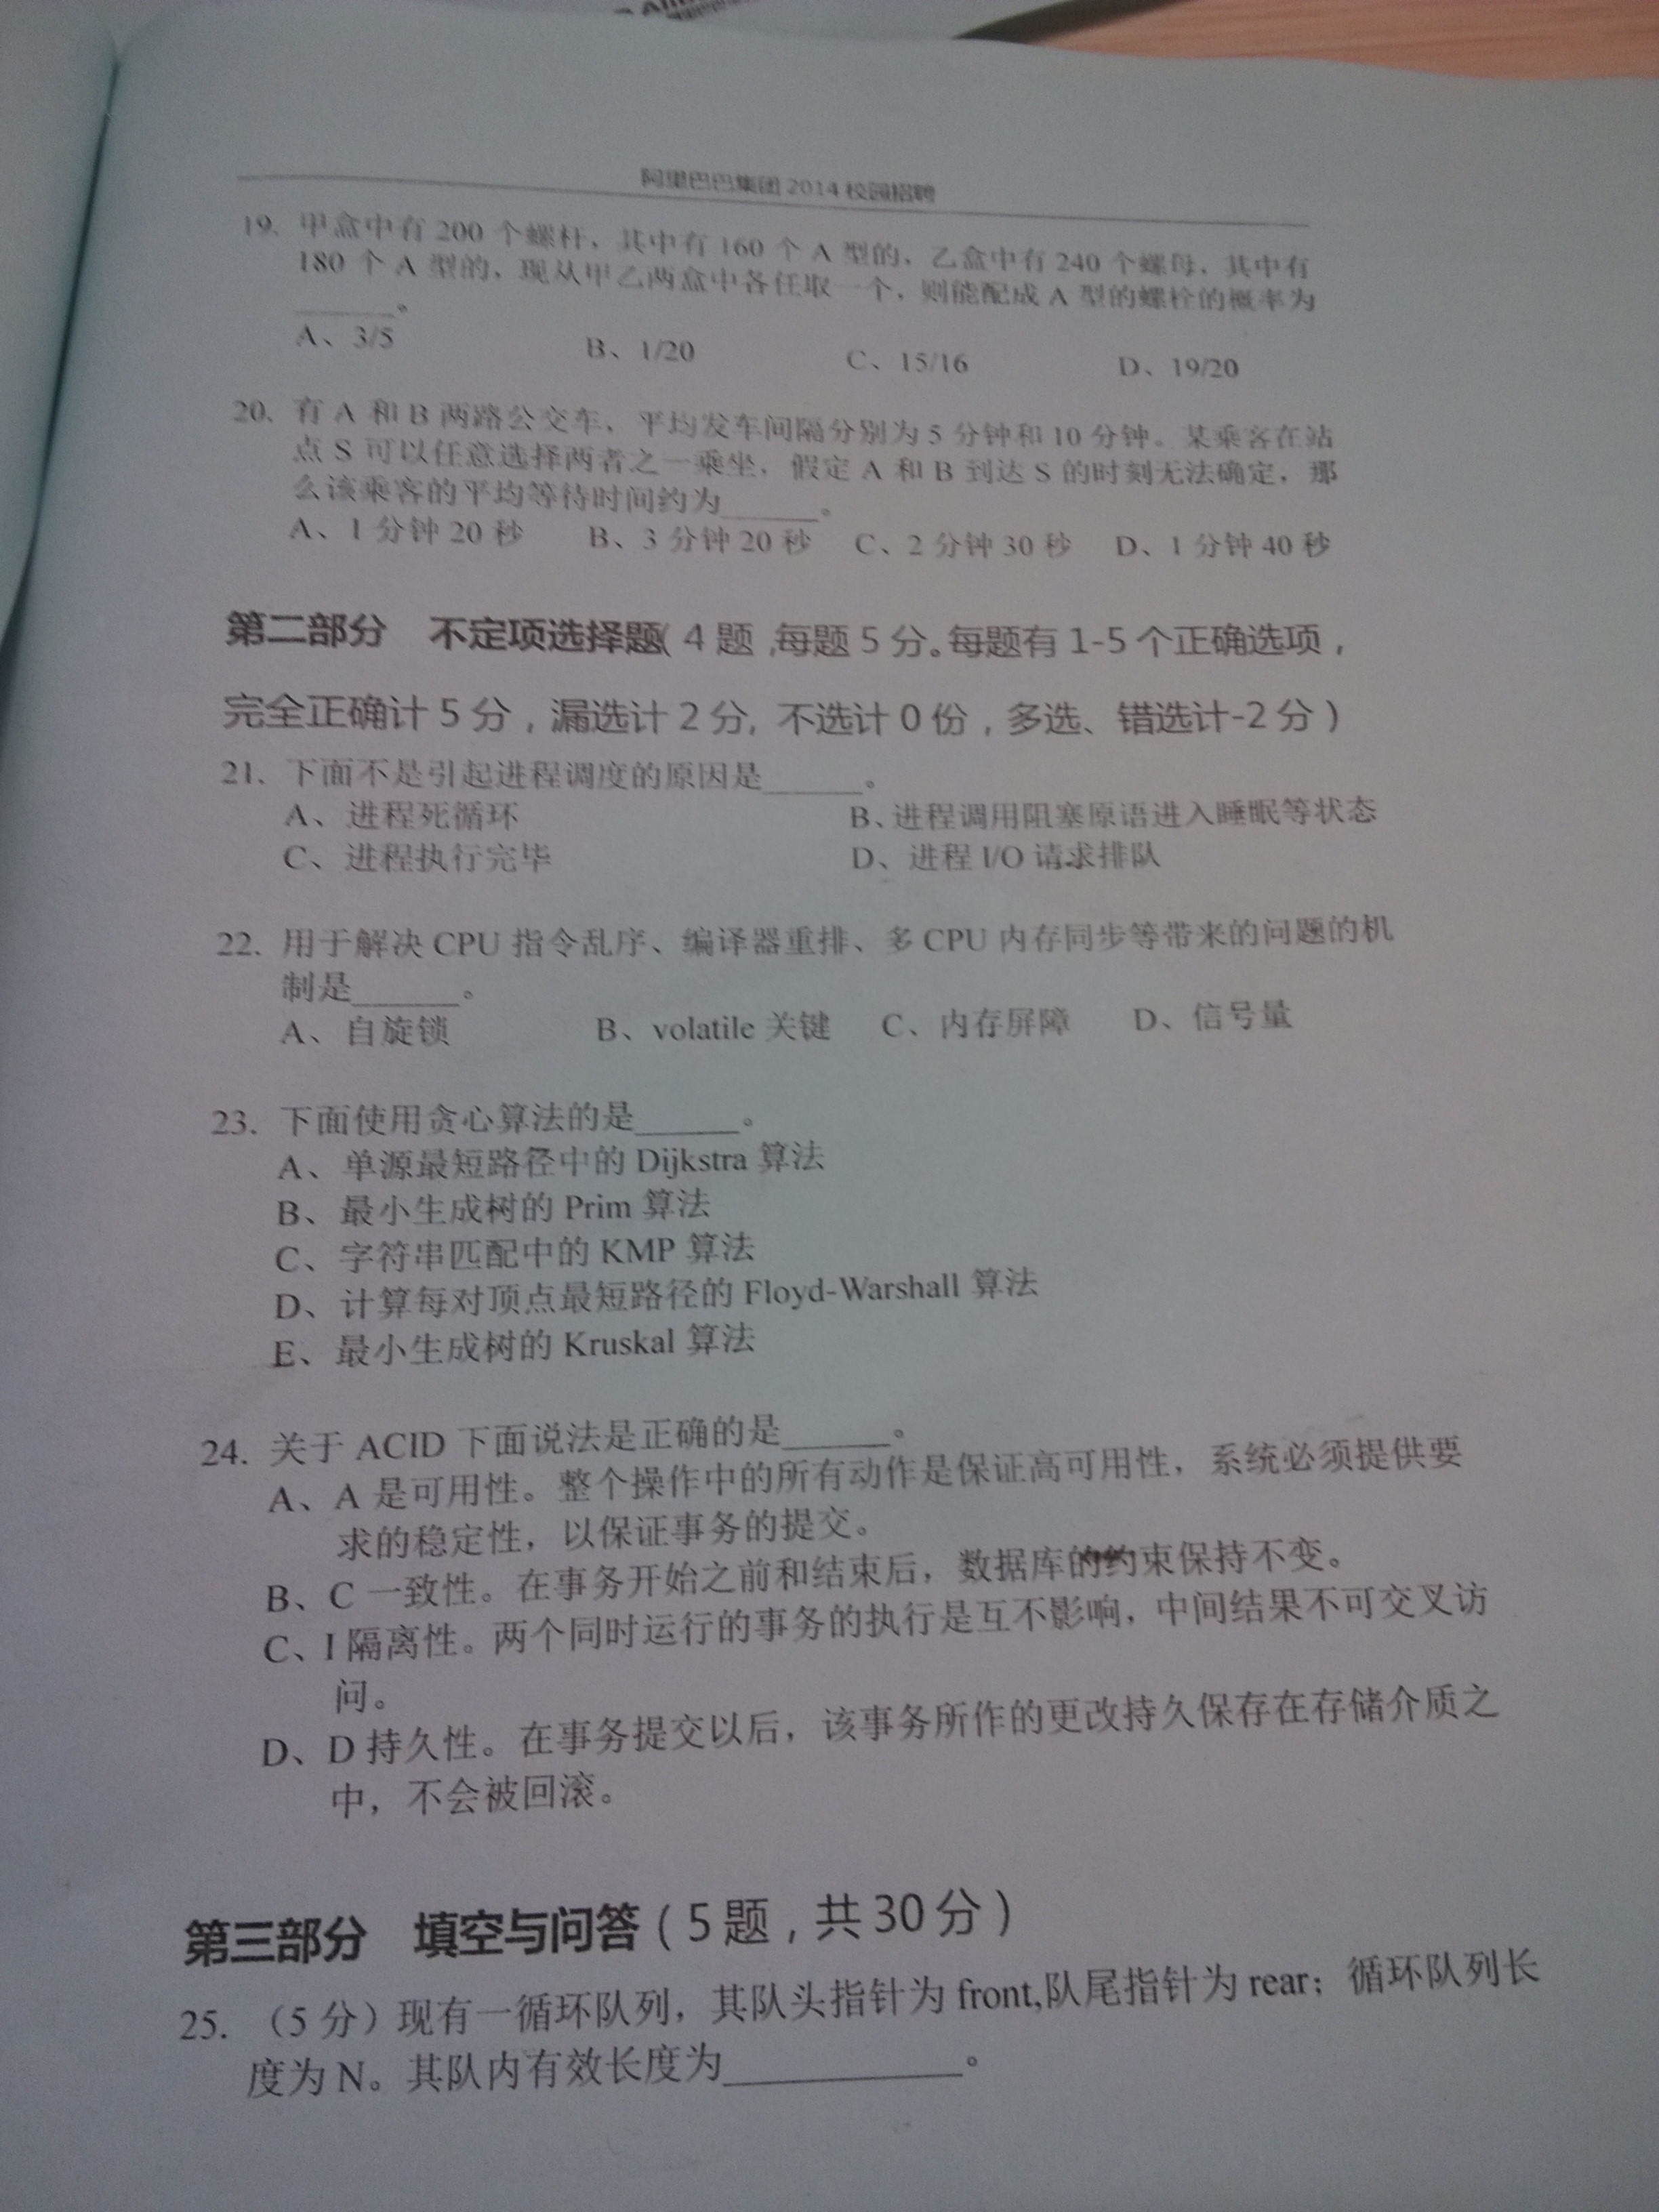 阿里巴巴集团 2014 校园招聘
19. 甲盒中有 200 个螺杆，其中有 160 个 A 型的，乙盒中有 240 个螺母，其中有
180 个 A 型的，现从甲乙两盒中各任取一个，则能配成 A 型的螺栓的概率为
______。
A、3/5 B、1/20 C、15/16 D、19/20
20. 有 A 和 B 两路公交车，平均发车间隔分别为 5 分钟和 10 分钟。某乘客在站
点 S 可以任意选择两者之一乘坐，假定 A 和 B 到达 S 的时刻无法确定，那
么该乘客的平均等待时间约为______。
A、1 分钟 20 秒 B、3 分钟 20 秒 C、2 分钟 30 秒 D、1 分钟 40 秒
第二部分 不定项选择题（4 题，每题 5 分。每题有 1-5 个正确选项，
完全正确计 5 分，漏选计 2 分, 不选计 0 份，多选、错选计-2 分）
21. 下面不是引起进程调度的原因是______。
A、进程死循环 B、进程调用阻塞原语进入睡眠等状态
C、进程执行完毕 D、进程 I/O 请求排队
22. 用于解决 CPU 指令乱序、编译器重排、多 CPU 内存同步等带来的问题的机
制是______。
A、自旋锁 B、volatile 关键 C、内存屏障 D、信号量
23. 下面使用贪心算法的是______。
A、单源最短路径中的 Dijkstra 算法
B、最小生成树的 Prim 算法
C、字符串匹配中的 KMP 算法
D、计算每对顶点最短路径的 Floyd-Warshall 算法
E、最小生成树的 Kruskal 算法
24. 关于 ACID 下面说法是正确的是______。
A、A 是可用性。整个操作中的所有动作是保证高可用性，系统必须提供要
求的稳定性，以保证事务的提交。
B、C 一致性。在事务开始之前和结束后，数据库的约束保持不变。
C、I 隔离性。两个同时运行的事务的执行是互不影响，中间结果不可交叉访
问。
D、D 持久性。在事务提交以后，该事务所作的更改持久保存在存储介质之
中，不会被回滚。
第三部分 填空与问答（5 题，共 30 分）
25. （5 分）现有一循环队列，其队头指针为 front,队尾指针为 rear；循环队列长
度为 N。其队内有效长度为____________。